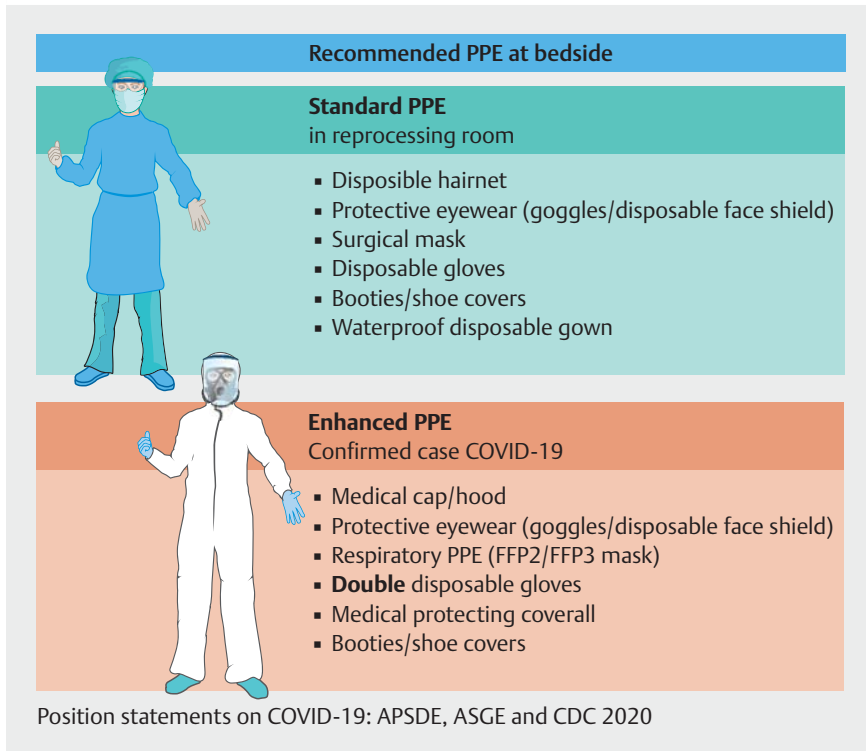 Recommended PPE at bedside
Standard PPE
in reprocessing room
▪ Disposible hairnet
▪ Protective eyewear (goggles/disposable face shield)
▪ Surgical mask
▪ Disposable gloves
▪ Booties/shoe covers
▪ Waterproof disposable gown
Enhanced PPE
Confirmed case COVID-19
▪ Medical cap/hood
▪ Protective eyewear (goggles/disposable face shield)
▪ Respiratory PPE (FFP2/FFP3 mask)
▪ Double disposable gloves
▪ Medical protecting coverall
▪ Booties/shoe covers
Position statements on COVID-19: APSDE, ASGE and CDC 2020